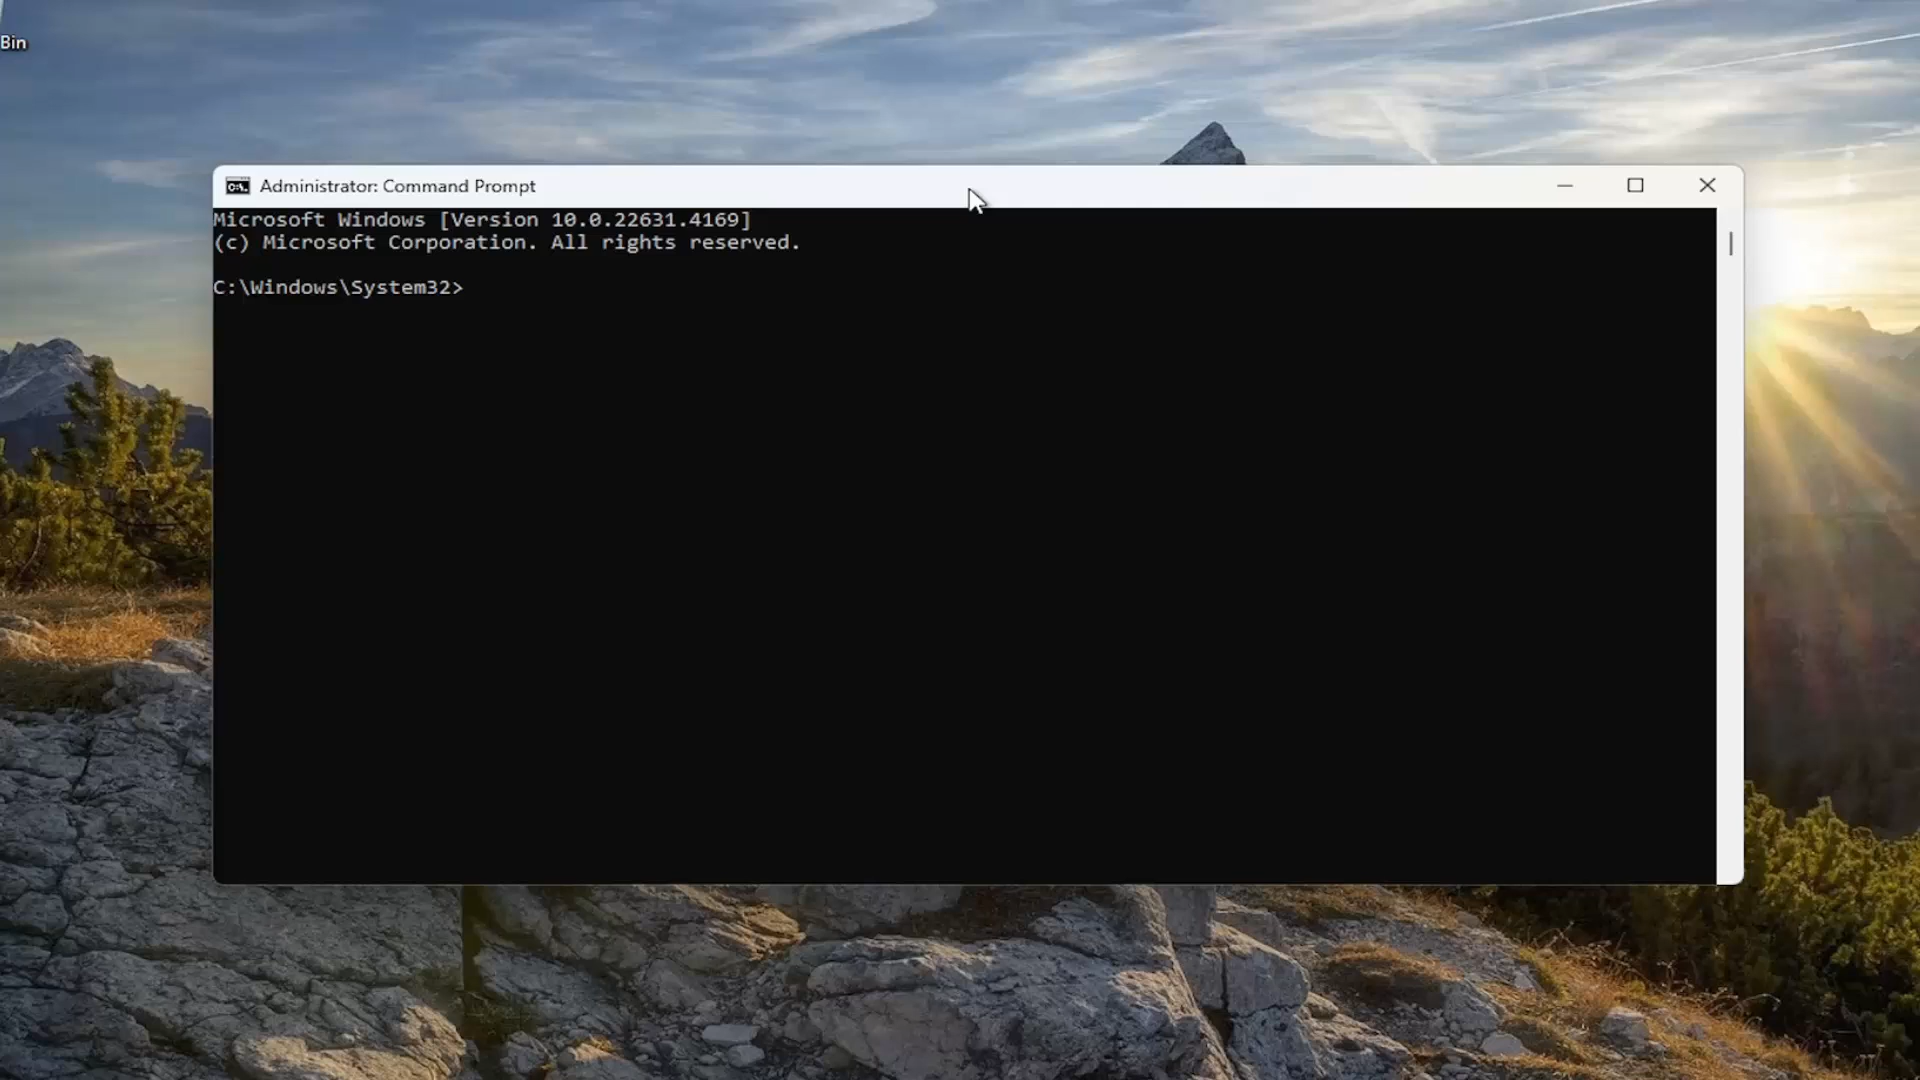 Bin
Administrator: Command Prompt
Microsoft Windows [Version 10.0.22631.4169]
(c) Microsoft Corporation. All rights reserved.
C:\Windows\System32>